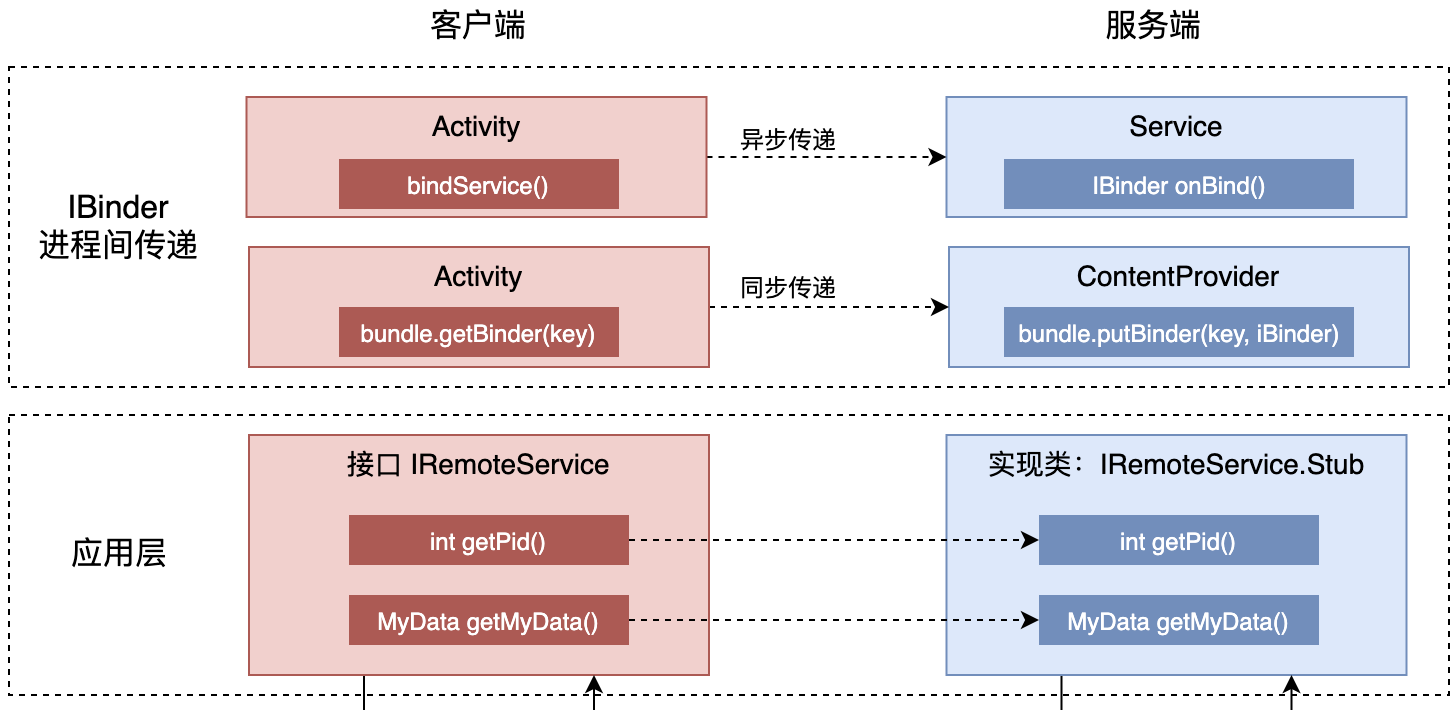 客户端
服务端
IBinder
进程间传递
Activity
bindService()
异步传递
Service
IBinder onBind()
Activity
bundle.getBinder(key)
同步传递
ContentProvider
bundle.putBinder(key, iBinder)
应用层
接口 IRemoteService
int getPid()
MyData getMyData()
实现类：IRemoteService.Stub
int getPid()
MyData getMyData()